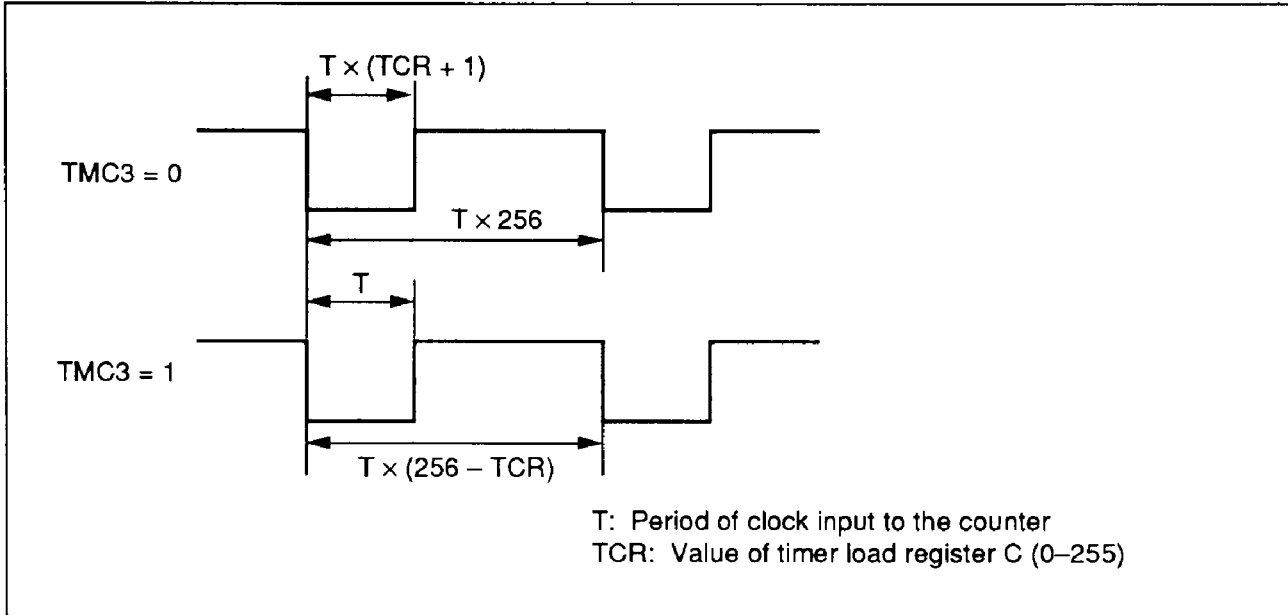 T × (TCR + 1)
TMC3 = 0
T × 256
T
TMC3 = 1
T × (256 – TCR)
T: Period of clock input to the counter
TCR: Value of timer load register C (0–255)